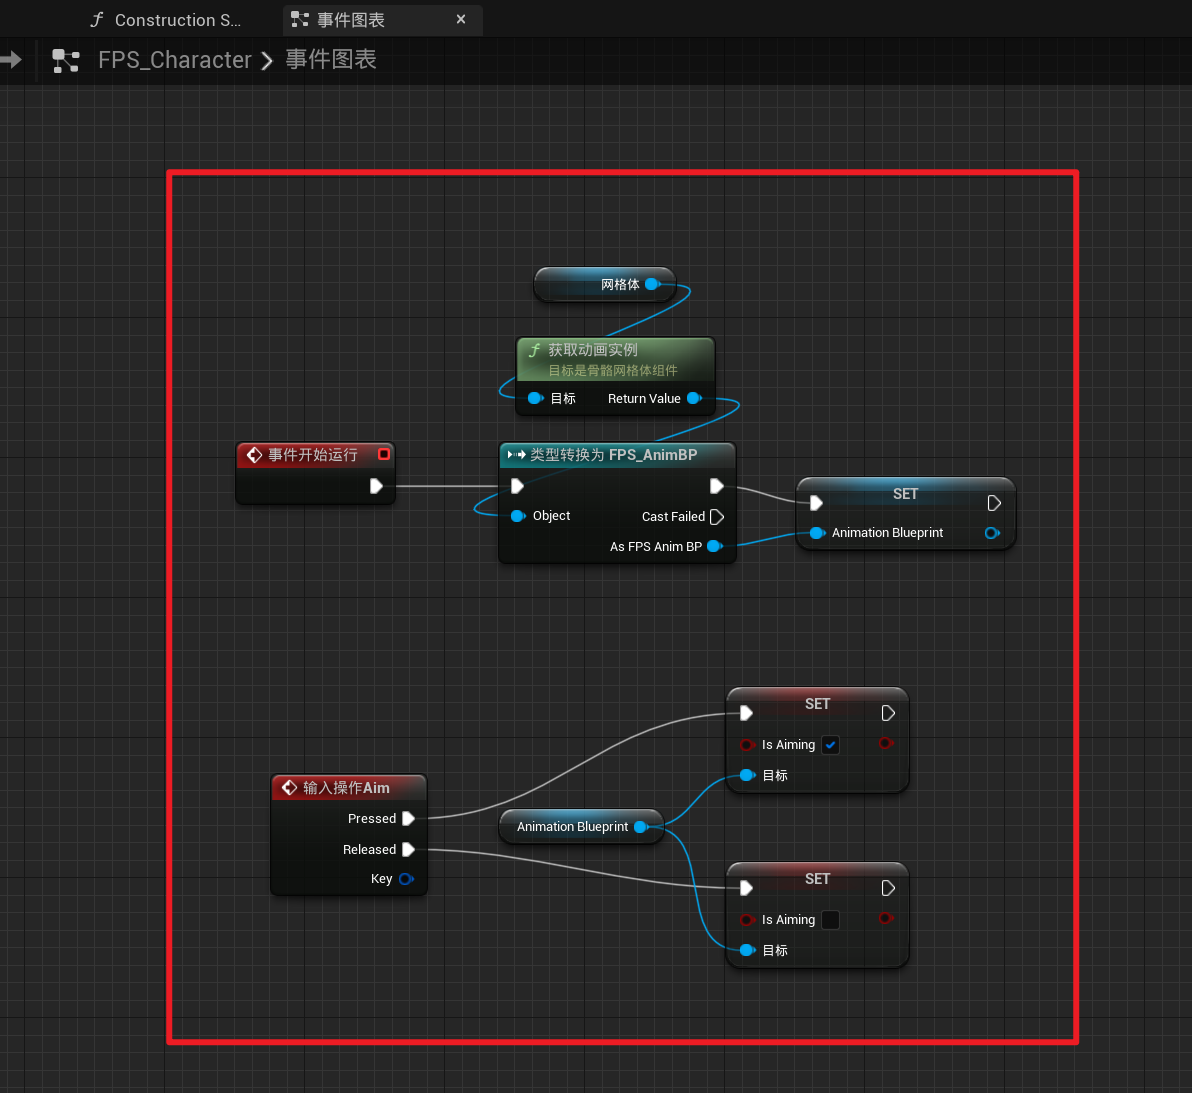 Construction S...
事件图表
FPS_Character
事件图表
网格体
获取动画实例
目标是骨骼网格体组件
目标
Return Value
事件开始运行
类型转换为 FPS_AnimBP
Object
Cast Failed
As FPS Anim BP
SET
Animation Blueprint
SET
Is Aiming
目标
输入操作Aim
Pressed
Released
Key
Animation Blueprint
SET
Is Aiming
目标